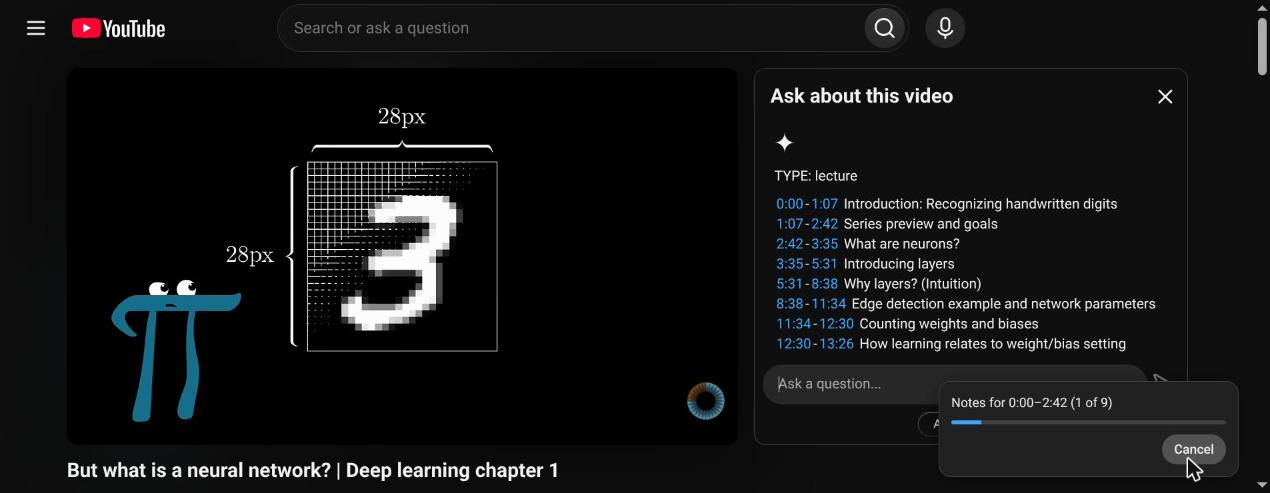 YouTube
Search or ask a question
28px
28px
But what is a neural network? | Deep learning chapter 1
Ask about this video
TYPE: lecture
0:00-1:07 Introduction: Recognizing handwritten digits
1:07-2:42 Series preview and goals
2:42-3:35 What are neurons?
3:35-5:31 Introducing layers
5:31-8:38 Why layers? (Intuition)
8:38-11:34 Edge detection example and network parameters
11:34-12:30 Counting weights and biases
12:30-13:26 How learning relates to weight/bias setting
Ask a question...
Notes for 0:00–2:42 (1 of 9)
Cancel